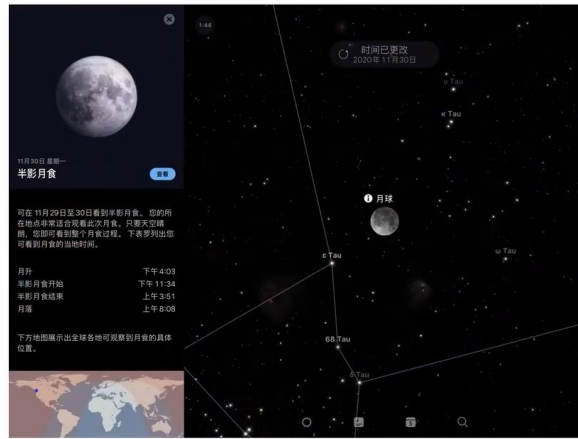 11月30日 星期一
半影月食
查看
可在 11月29日至30日看到半影月食。您的所
在地点非常适合观看此次月食。只要天空晴
朗，您即可看到整个月食过程。下表罗列出您
可看到月食的当地时间。
月升 下午 4:03
半影月食开始 下午 11:34
半影月食结束 上午 3:51
月落 上午 8:08
下方地图展示出全球各地可观察到月食的具体
位置。
1:44
时间已更改
2020年11月30日
υ Tau
κ Tau
月球
ω Tau
ε Tau
68 Tau
δ Tau